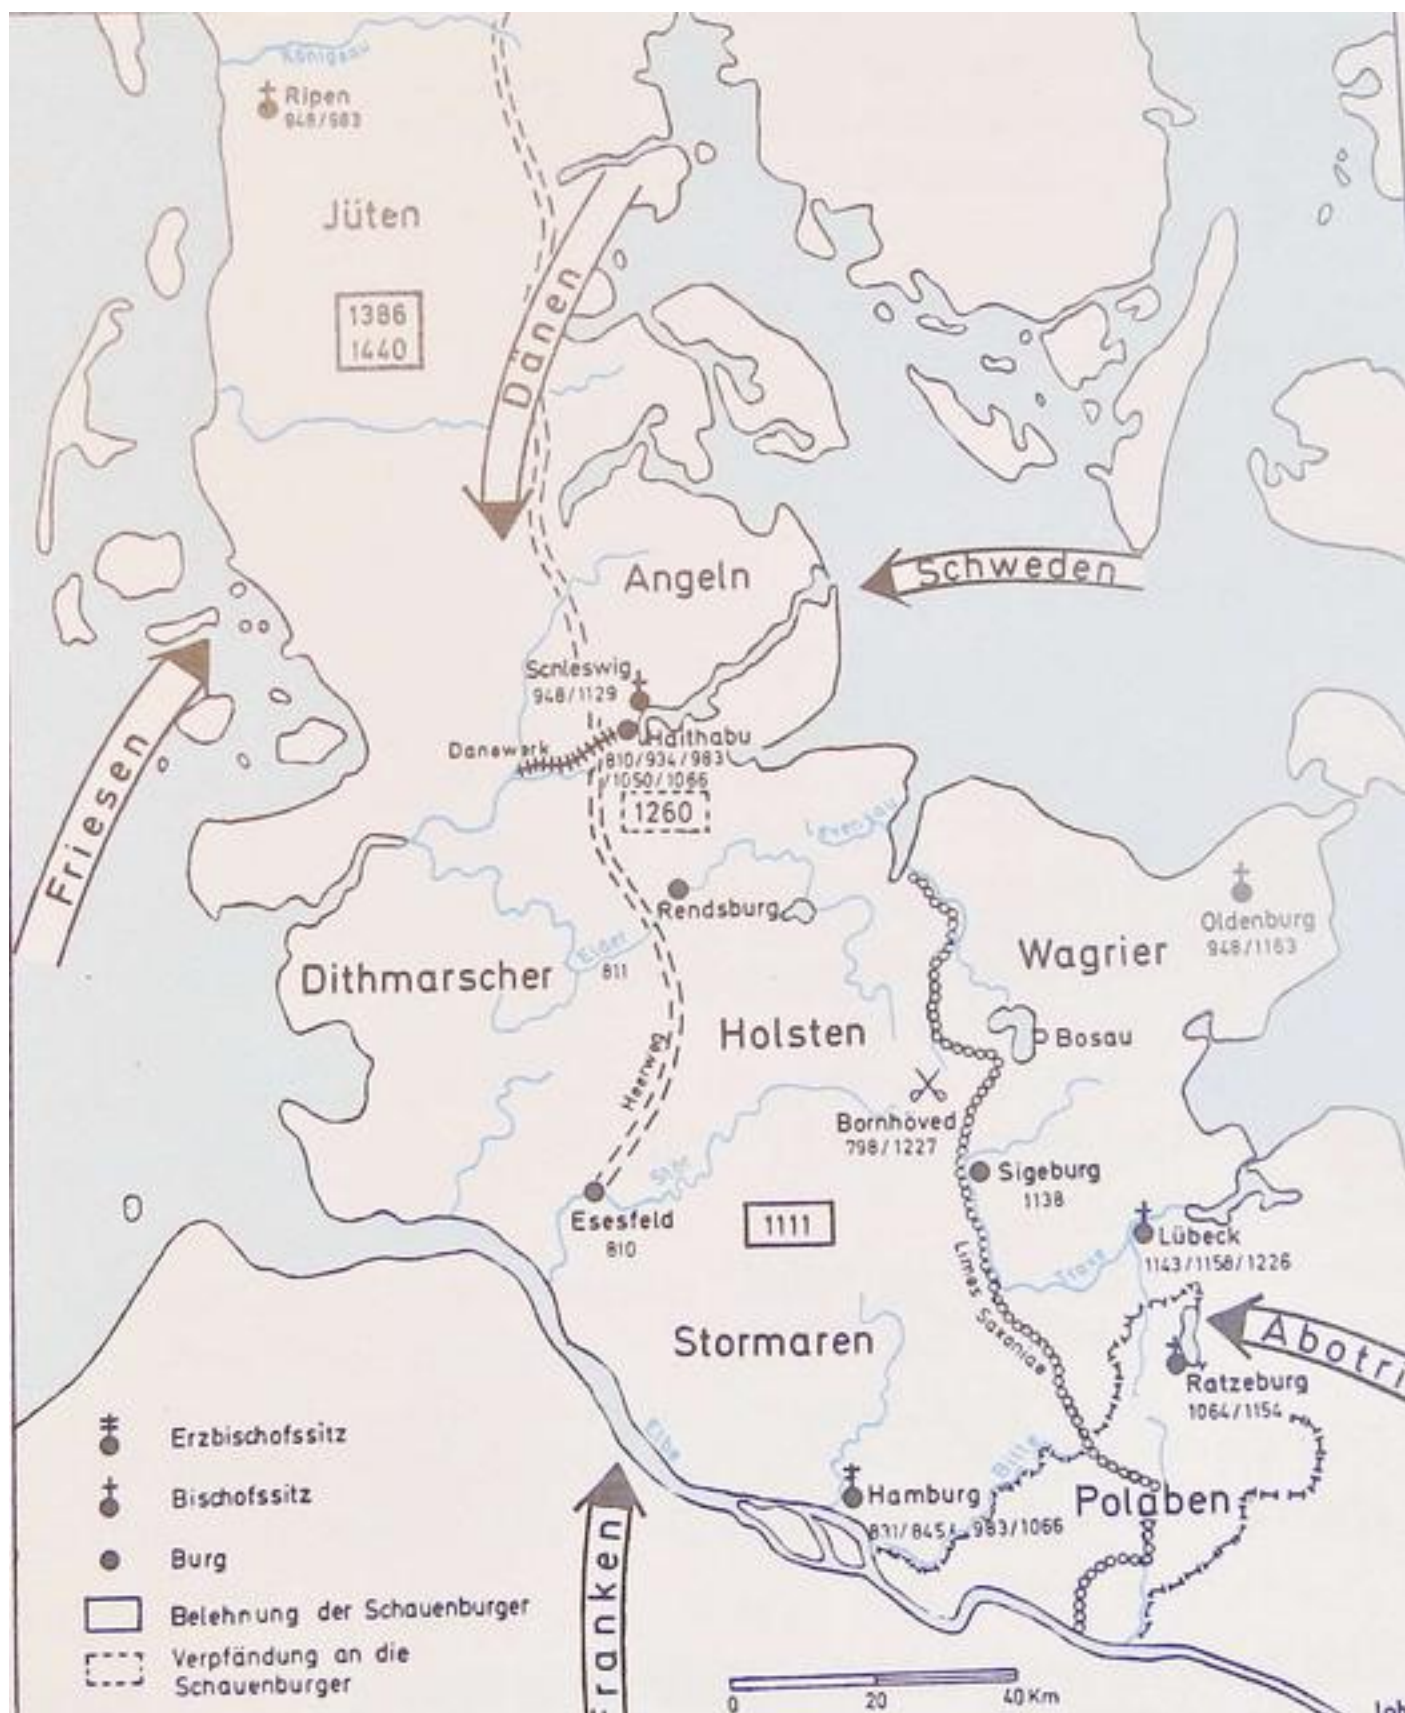 Königsau
Ripen
948/983
Jüten
1386
1440
Dänen
Angeln
Schweden
Schleswig
948/1129
Danewerk
Haithabu
810/934/983
/1050/1066
1260
Friesen
Levensau
Rendsburg
Oldenburg
948/1163
Wagrier
Eider
811
Dithmarscher
Holsten
Bosau
Heerweg
Bornhöved
798/1227
Stör
Sigeburg
1138
Esesfeld
810
1111
Lübeck
1143/1158/1226
Trave
Limes Saxoniae
Stormaren
Abotri
Ratzeburg
1064/1154
Elbe
Bille
Hamburg
831/845
983/1066
Polaben
Franken
Erzbischofssitz
Bischofssitz
Burg
Belehnung der Schauenburger
Verpfändung an die
Schauenburger
0
20
40 Km